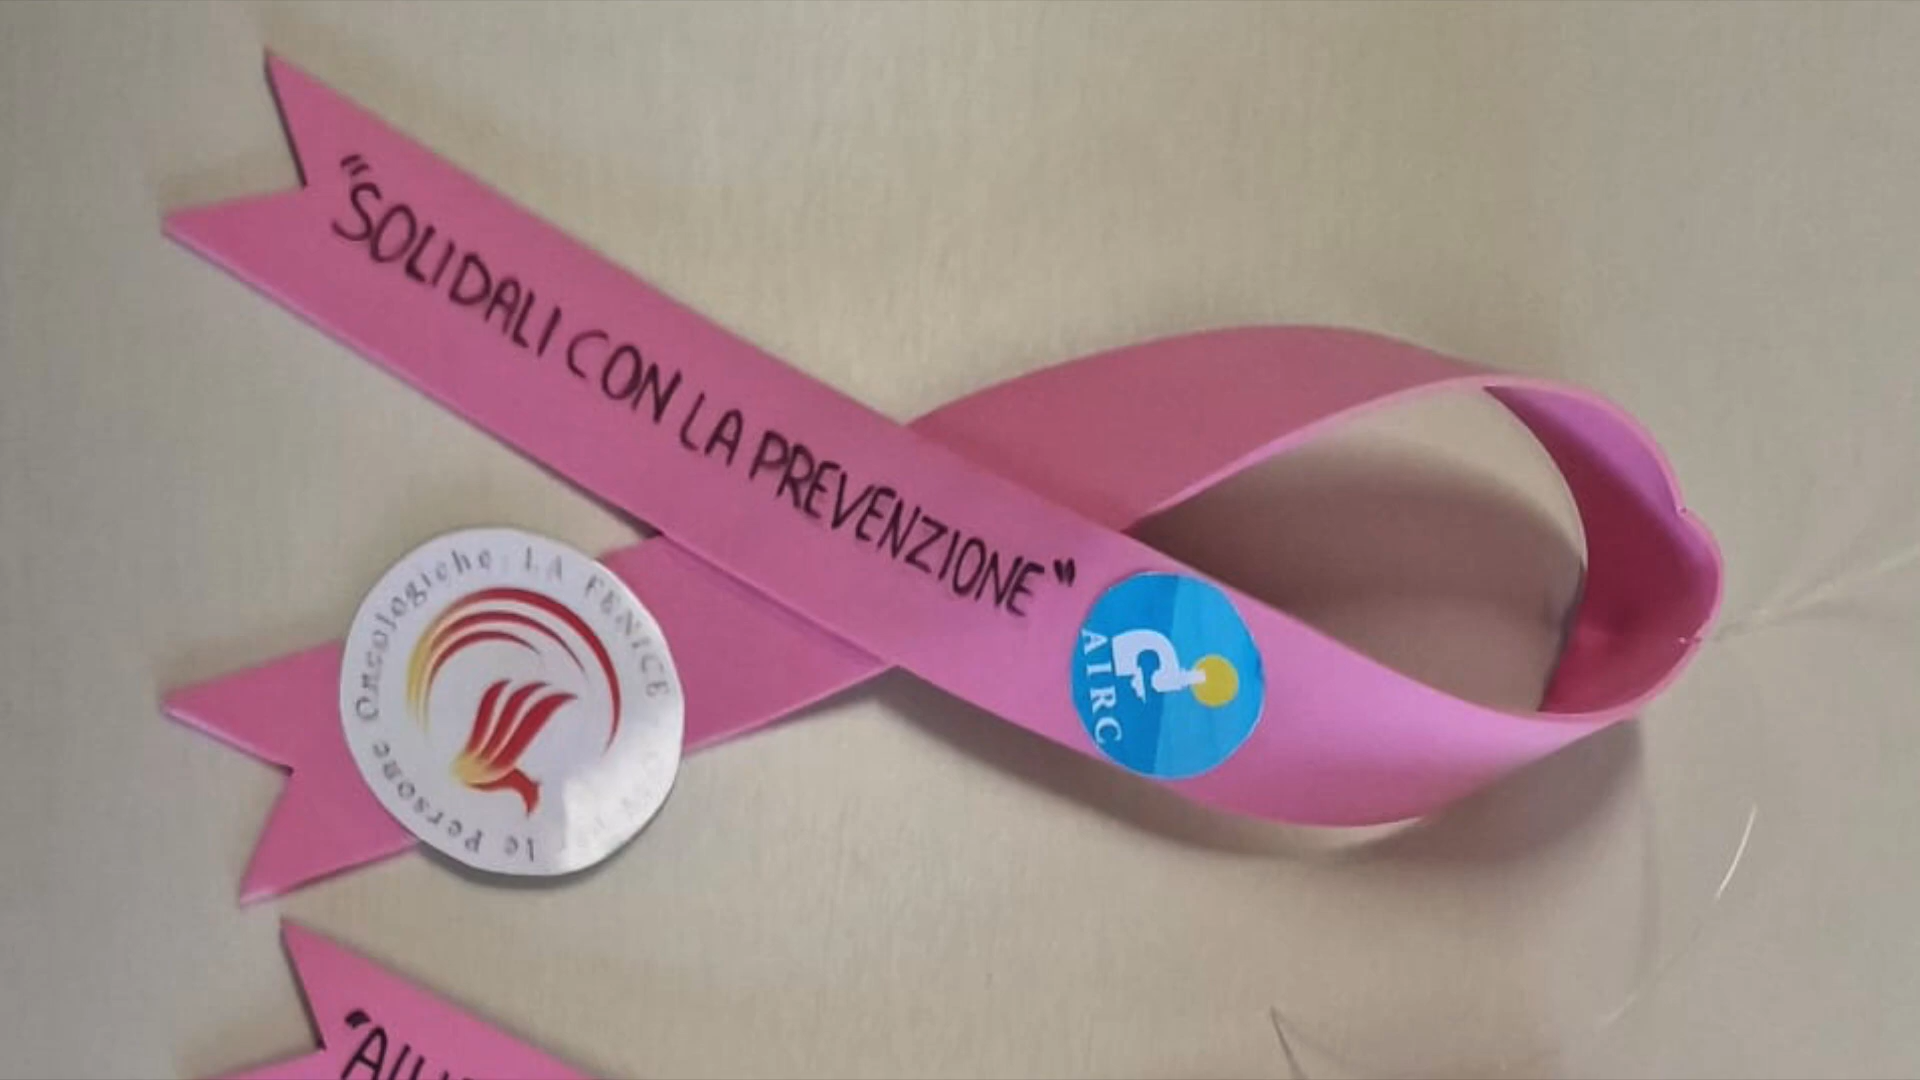 "SOLIDALI CON LA PREVENZIONE"
AIRC
le Persone Oncologiche LA FENICE